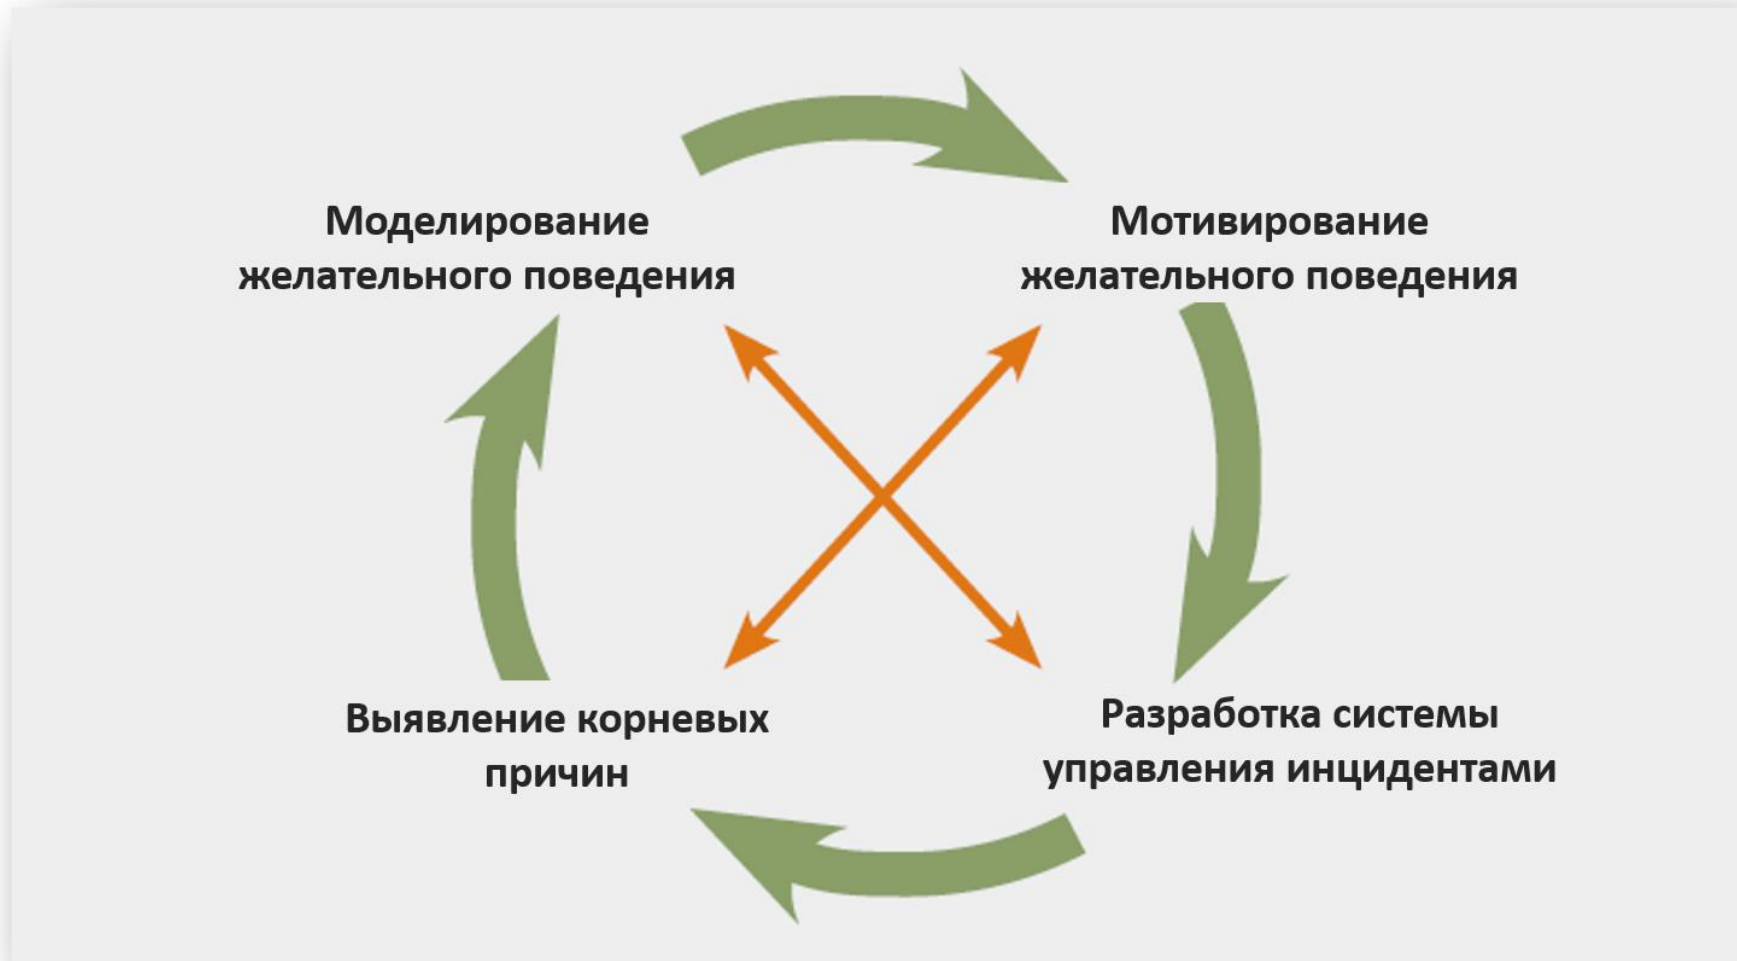 Моделирование
желательного поведения
Мотивирование
желательного поведения
Выявление корневых
причин
Разработка системы
управления инцидентами